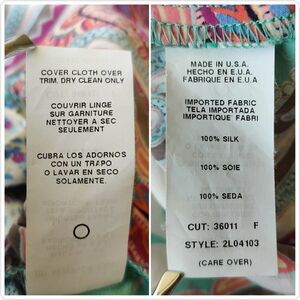 COVER CLOTH OVER
TRIM. DRY CLEAN ONLY
COUVRIR LINGE
SUR GARNITURE
NETTOYER A SEC
SEULEMENT
CUBRA LOS ADORNOS
CON UN TRAPO
O LAVAR EN SECO
SOLAMENTE.
MADE IN U.S.A.
HECHO EN E.U.A.
FABRIQUE EN E.U.A
IMPORTED FABRIC
TELA IMPORTADA
IMPORTIQUE FABRI
100% SILK
100% SOIE
100% SEDA
CUT: 36011 F
STYLE: 2L04103
(CARE OVER)